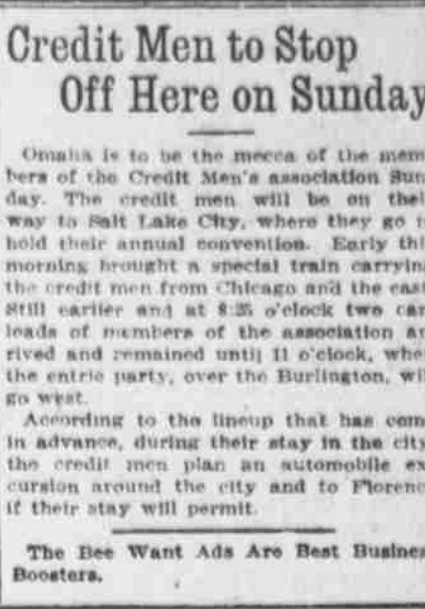 Credit Men to Stop
Off Here on Sunday
Omaha is to be the mecca of the mem
bers of the Credit Men's association Sun
day. The credit men will be on thei
way to Salt Lake City, where they go t
hold their annual convention. Early thi
morning brought a special train carryin
the credit men from Chicago and the east
Still earlier and at 8:25 o'clock two car
loads of members of the association ar
rived and remained until 11 o'clock, whe
the entrie party, over the Burlington, wil
go west.
According to the lineup that has com
in advance, during their stay in the city
the credit men plan an automobile ex
cursion around the city and to Florenc
if their stay will permit.
The Bee Want Ads Are Best Busines
Boosters.